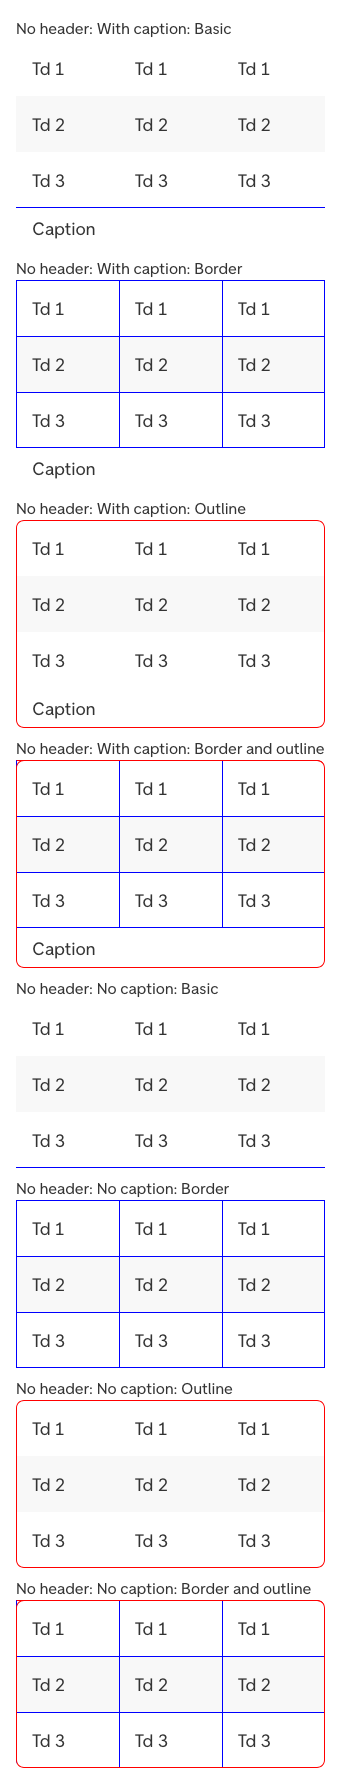 No header: With caption: Basic
Td 1 Td 1 Td 1
Td 2 Td 2 Td 2
Td 3 Td 3 Td 3
Caption
No header: With caption: Border
Td 1 Td 1 Td 1
Td 2 Td 2 Td 2
Td 3 Td 3 Td 3
Caption
No header: With caption: Outline
Td 1 Td 1 Td 1
Td 2 Td 2 Td 2
Td 3 Td 3 Td 3
Caption
No header: With caption: Border and outline
Td 1 Td 1 Td 1
Td 2 Td 2 Td 2
Td 3 Td 3 Td 3
Caption
No header: No caption: Basic
Td 1 Td 1 Td 1
Td 2 Td 2 Td 2
Td 3 Td 3 Td 3
No header: No caption: Border
Td 1 Td 1 Td 1
Td 2 Td 2 Td 2
Td 3 Td 3 Td 3
No header: No caption: Outline
Td 1 Td 1 Td 1
Td 2 Td 2 Td 2
Td 3 Td 3 Td 3
No header: No caption: Border and outline
Td 1 Td 1 Td 1
Td 2 Td 2 Td 2
Td 3 Td 3 Td 3